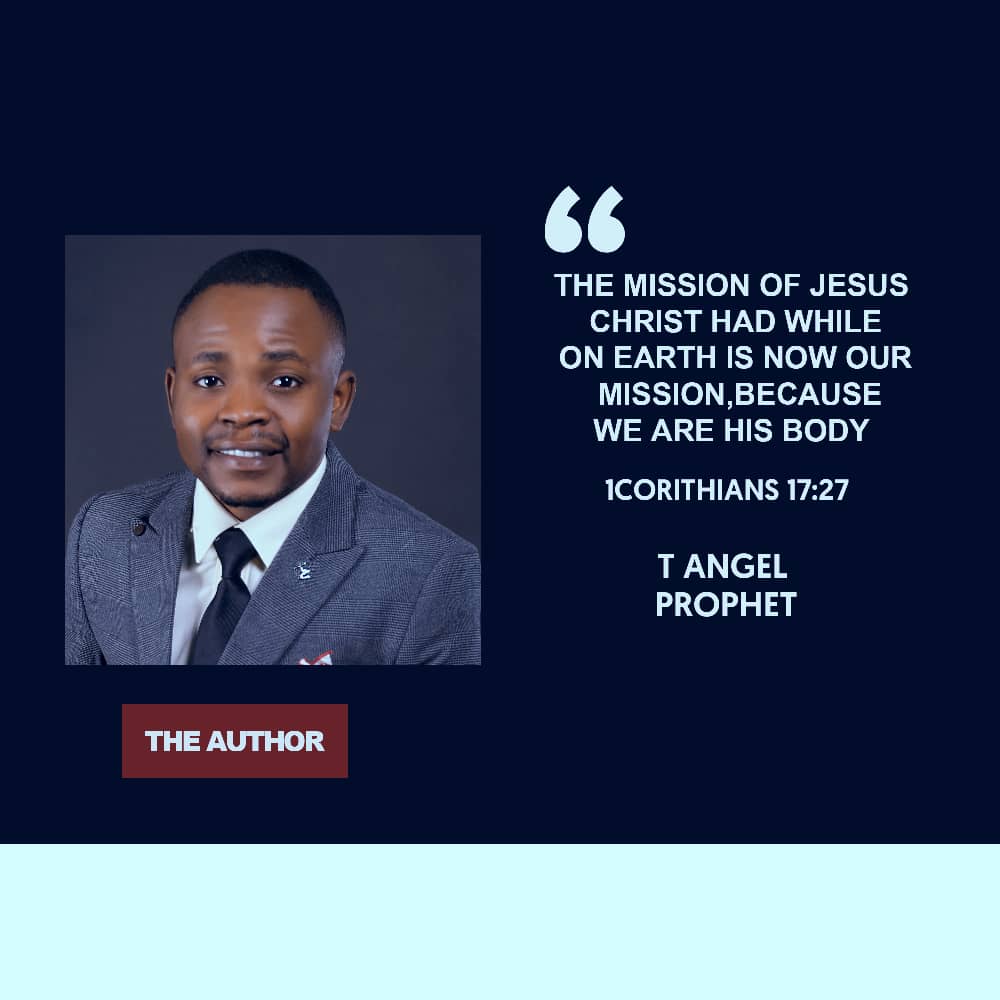 “
THE MISSION OF JESUS
CHRIST HAD WHILE
ON EARTH IS NOW OUR
MISSION,BECAUSE
WE ARE HIS BODY
1CORITHIANS 17:27
T ANGEL
PROPHET
THE AUTHOR